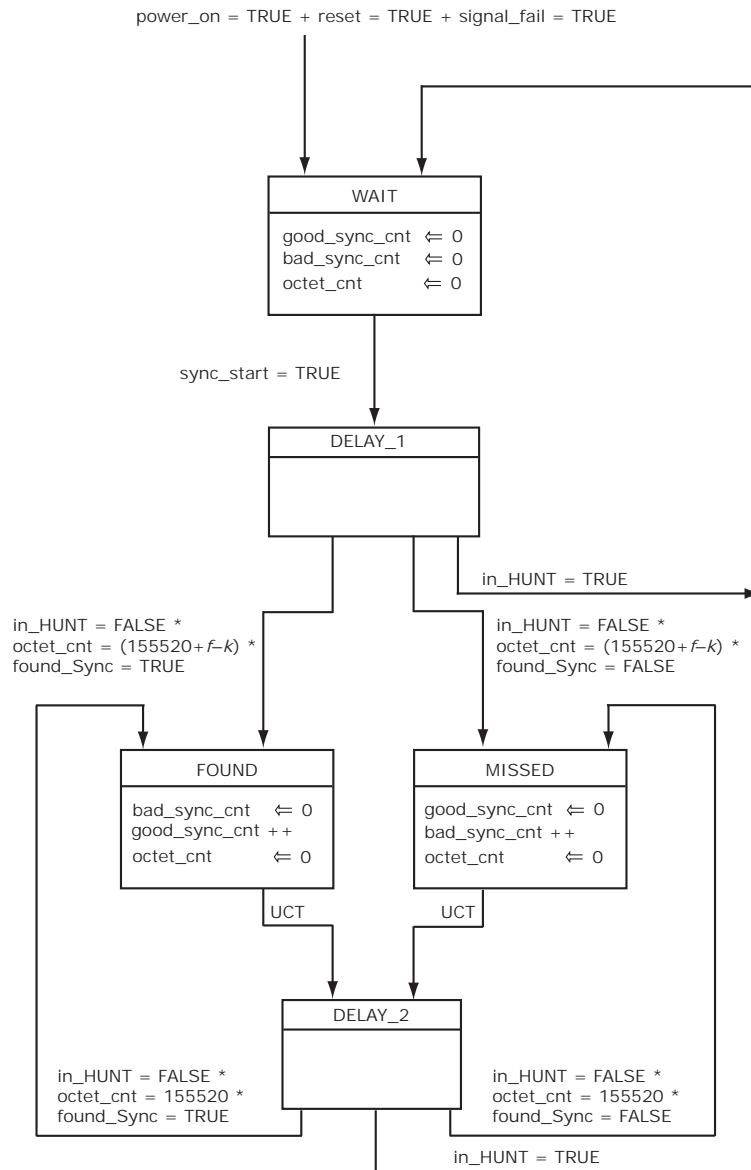 power_on = TRUE + reset = TRUE + signal_fail = TRUE
WAIT
good_sync_cnt ⇐ 0
bad_sync_cnt ⇐ 0
octet_cnt ⇐ 0
sync_start = TRUE
DELAY_1
in_HUNT = TRUE
in_HUNT = FALSE *
octet_cnt = (155520+f–k) *
found_Sync = TRUE
in_HUNT = FALSE *
octet_cnt = (155520+f–k) *
found_Sync = FALSE
FOUND
bad_sync_cnt ⇐ 0
good_sync_cnt ++
octet_cnt ⇐ 0
MISSED
good_sync_cnt ⇐ 0
bad_sync_cnt ++
octet_cnt ⇐ 0
UCT
UCT
DELAY_2
in_HUNT = FALSE *
octet_cnt = 155520 *
found_Sync = TRUE
in_HUNT = FALSE *
octet_cnt = 155520 *
found_Sync = FALSE
in_HUNT = TRUE